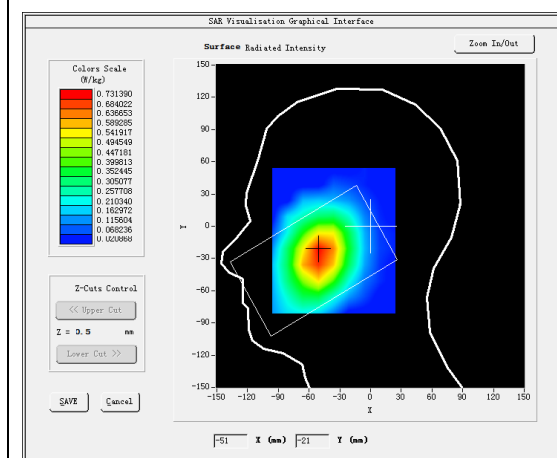 SAR Visualisation Graphical Interface
Surface Radiated Intensity
Zoom In/Out
Colors Scale
(W/kg)
0.731390
0.684022
0.636653
0.589285
0.541917
0.494549
0.447181
0.399813
0.352445
0.305077
0.257708
0.210340
0.162972
0.115604
0.068236
0.020868
150
120
90
60
30
0
-30
-60
-90
-120
-150
Y
-150 -120 -90 -60 -30 0 30 60 90 120 150
X
Z-Cuts Control
<< Upper Cut
Z = 3.5 mm
Lower Cut >>
SAVE Cancel
-51 X (mm) -21 Y (mm)